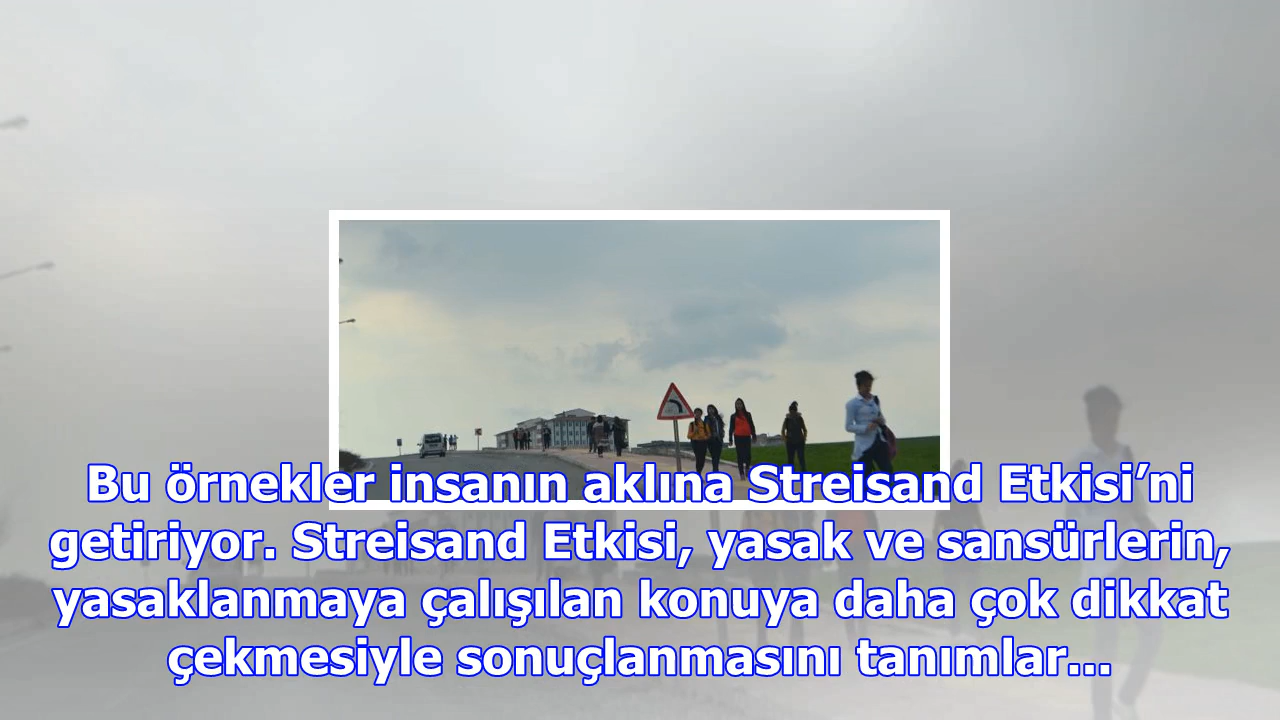 Bu örnekler insanın aklına Streisand Etkisi’ni
getiriyor. Streisand Etkisi, yasak ve sansürlerin,
yasaklanmaya çalışılan konuya daha çok dikkat
çekmesiyle sonuçlanmasını tanımlar...